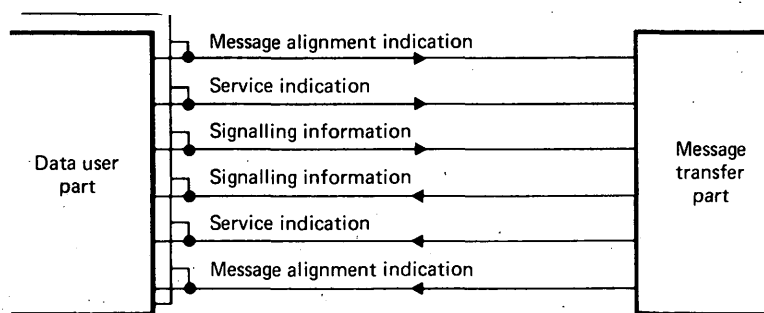 Message alignment indication
Service indication
Signalling information
Data user
part
Signalling information
Service indication
Message alignment indication
Message
transfer
part